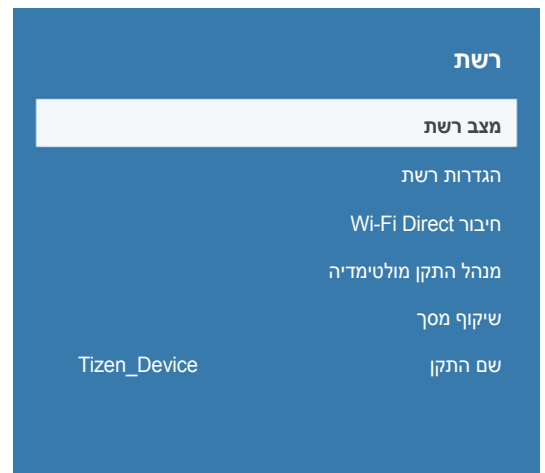 רשת
מצב רשת
הגדרות רשת
חיבור Wi-Fi Direct
מנהל התקן מולטימדיה
שיקוף מסך
שם התקן Tizen_Device